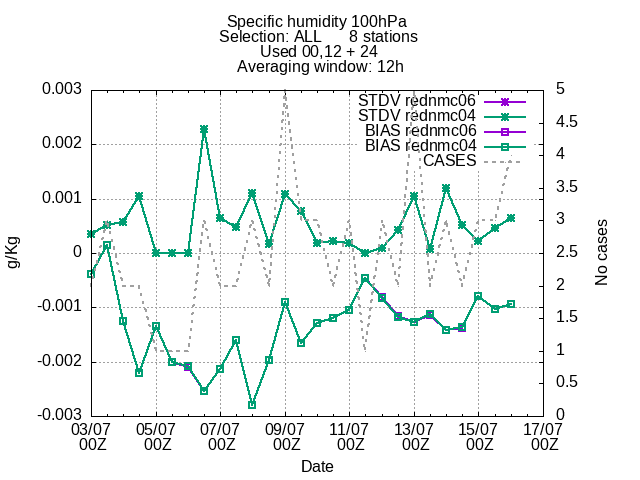 Specific humidity 100hPa
Selection: ALL 8 stations
Used 00,12 + 24
Averaging window: 12h
STDV rednmc06
STDV rednmc04
BIAS rednmc06
BIAS rednmc04
CASES
0.003
0.002
0.001
0
-0.001
-0.002
-0.003
g/Kg
5
4.5
4
3.5
3
2.5
2
1.5
1
0.5
0
No cases
03/07 05/07 07/07 09/07 11/07 13/07 15/07 17/07
00Z 00Z 00Z 00Z 00Z 00Z 00Z 00Z
Date